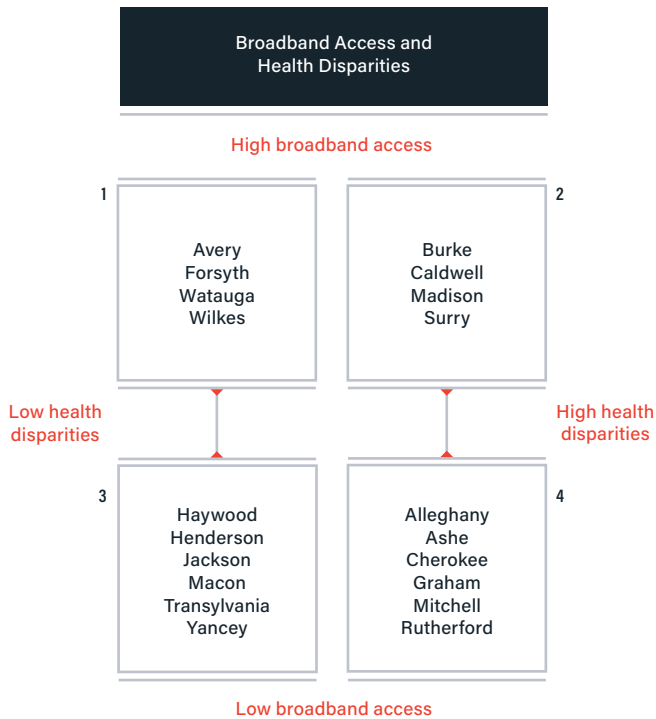 Broadband Access and
Health Disparities
High broadband access
1
Avery
Forsyth
Watauga
Wilkes
2
Burke
Caldwell
Madison
Surry
Low health
disparities
High health
disparities
3
Haywood
Henderson
Jackson
Macon
Transylvania
Yancey
4
Alleghany
Ashe
Cherokee
Graham
Mitchell
Rutherford
Low broadband access